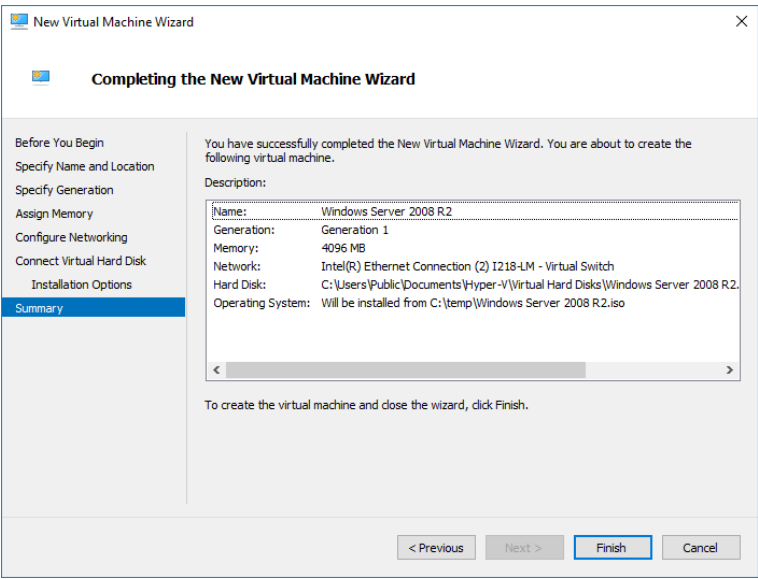 New Virtual Machine Wizard
Completing the New Virtual Machine Wizard
Before You Begin
Specify Name and Location
Specify Generation
Assign Memory
Configure Networking
Connect Virtual Hard Disk
Installation Options
Summary
You have successfully completed the New Virtual Machine Wizard. You are about to create the
following virtual machine.
Description:
Name: Windows Server 2008 R2
Generation: Generation 1
Memory: 4096 MB
Network: Intel(R) Ethernet Connection (2) I218-LM - Virtual Switch
Hard Disk: C:\Users\Public\Documents\Hyper-V\Virtual Hard Disks\Windows Server 2008 R2.
Operating System: Will be installed from C:\temp\Windows Server 2008 R2.iso
To create the virtual machine and close the wizard, click Finish.
< Previous Next > Finish Cancel